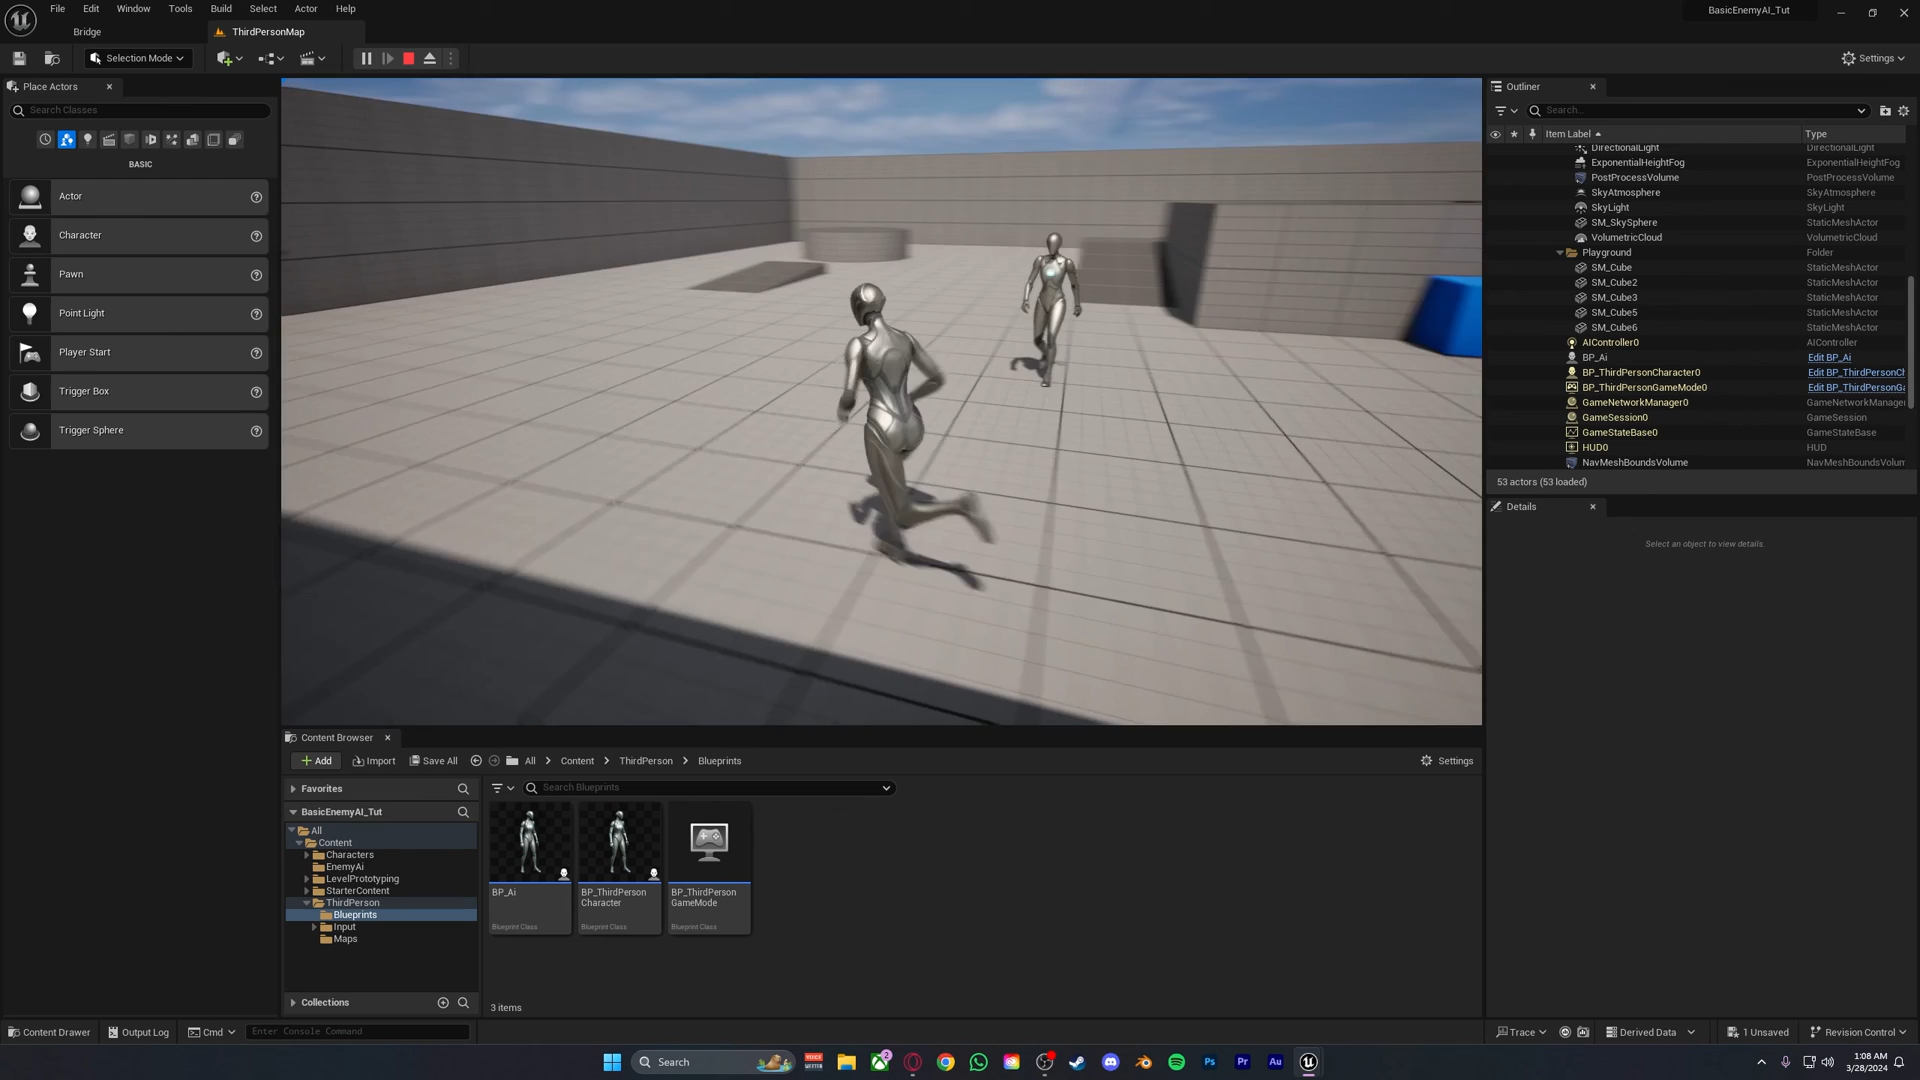 File Edit Window Tools Build Select Actor Help
BasicEnemyAI_Tut
Bridge
ThirdPersonMap
Selection Mode
Settings
Place Actors
Search Classes
BASIC
Actor
Character
Pawn
Point Light
Player Start
Trigger Box
Trigger Sphere
Outliner
Search...
Item Label Type
DirectionalLight DirectionalLight
ExponentialHeightFog ExponentialHeightFog
PostProcessVolume PostProcessVolume
SkyAtmosphere SkyAtmosphere
SkyLight SkyLight
SM_SkySphere StaticMeshActor
VolumetricCloud VolumetricCloud
Playground Folder
SM_Cube StaticMeshActor
SM_Cube2 StaticMeshActor
SM_Cube3 StaticMeshActor
SM_Cube5 StaticMeshActor
SM_Cube6 StaticMeshActor
AIController0 AIController
BP_Ai Edit BP_Ai
BP_ThirdPersonCharacter0 Edit BP_ThirdPersonCh
BP_ThirdPersonGameMode0 Edit BP_ThirdPersonGa
GameNetworkManager0 GameNetworkManager
GameSession0 GameSession
GameStateBase0 GameStateBase
HUD0 HUD
NavMeshBoundsVolume NavMeshBoundsVolum
53 actors (53 loaded)
Details
Select an object to view details.
Content Browser
Add Import Save All All Content ThirdPerson Blueprints
Settings
Favorites
Search Blueprints
BasicEnemyAI_Tut
All
Content
Characters
EnemyAi
LevelPrototyping
StarterContent
ThirdPerson
Blueprints
Input
Maps
Collections
BP_Ai
Blueprint Class
BP_ThirdPerson
Character
Blueprint Class
BP_ThirdPerson
GameMode
Blueprint Class
3 items
Content Drawer Output Log Cmd Enter Console Command
Trace Derived Data 1 Unsaved Revision Control
Search
2
Ps
Pr
Au
1:08 AM
3/28/2024